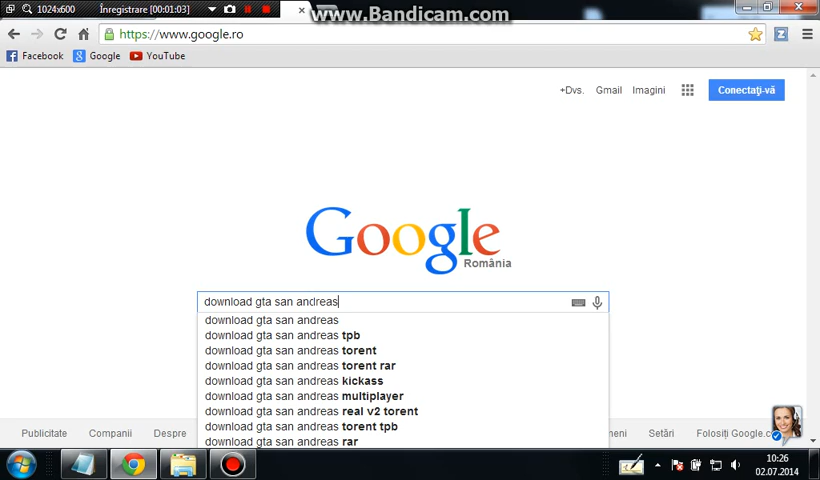 1024x600 Înregistrare [00:01:03]
www.Bandicam.com
https://www.google.ro
Facebook Google YouTube
+Dvs. Gmail Imagini Conectaţi-vă
Google
România
download gta san andreas
download gta san andreas
download gta san andreas tpb
download gta san andreas torent
download gta san andreas torent rar
download gta san andreas kickass
download gta san andreas multiplayer
download gta san andreas real v2 torent
download gta san andreas torent tpb
download gta san andreas rar
Publicitate Companii Despre Setări
10:26
02.07.2014